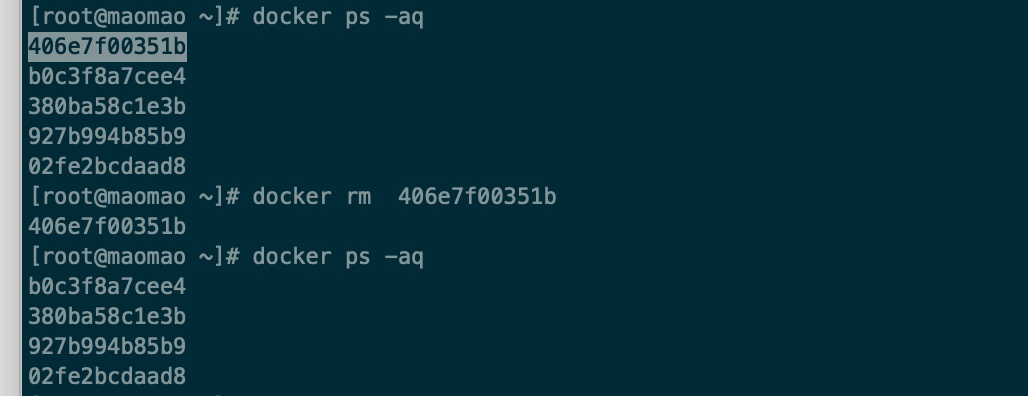 [root@maomao ~]# docker ps -aq
406e7f00351b
b0c3f8a7cee4
380ba58c1e3b
927b994b85b9
02fe2bcdaad8
[root@maomao ~]# docker rm  406e7f00351b
406e7f00351b
[root@maomao ~]# docker ps -aq
b0c3f8a7cee4
380ba58c1e3b
927b994b85b9
02fe2bcdaad8